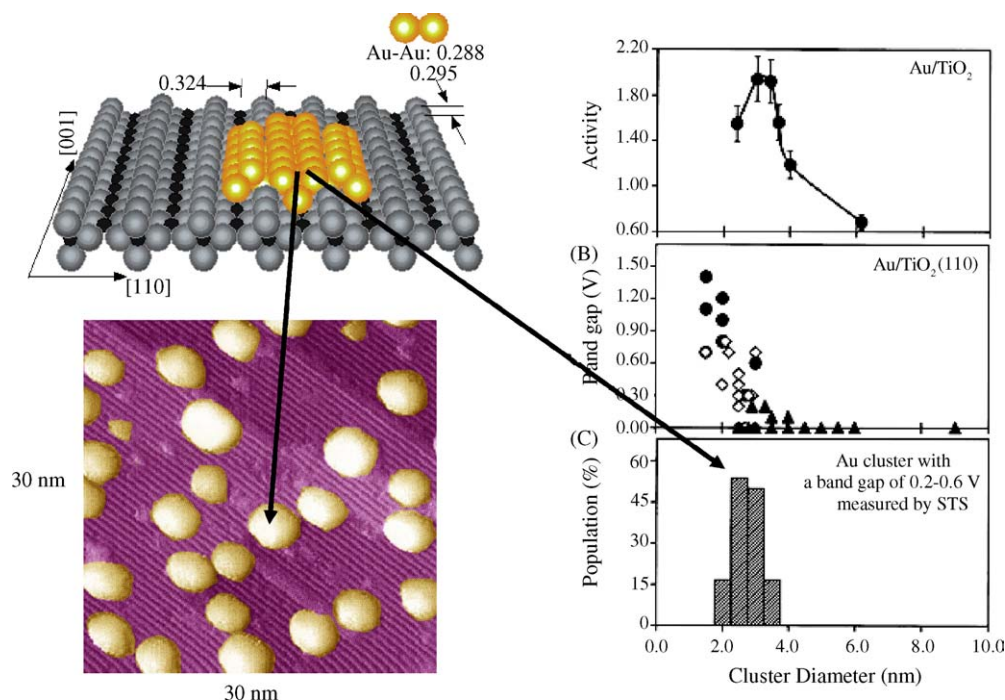 Au-Au: 0.288
0.295
0.324
[001]
[110]
30 nm
30 nm
2.20
1.80
1.40
1.00
0.60
Activity
Au/TiO2
(B)
1.50
1.20
0.90
0.60
0.30
0.00
Band gap (V)
Au/TiO2(110)
(C)
60
45
30
15
0
Population (%)
Au cluster with
a band gap of 0.2-0.6 V
measured by STS
0.0 2.0 4.0 6.0 8.0 10.0
Cluster Diameter (nm)